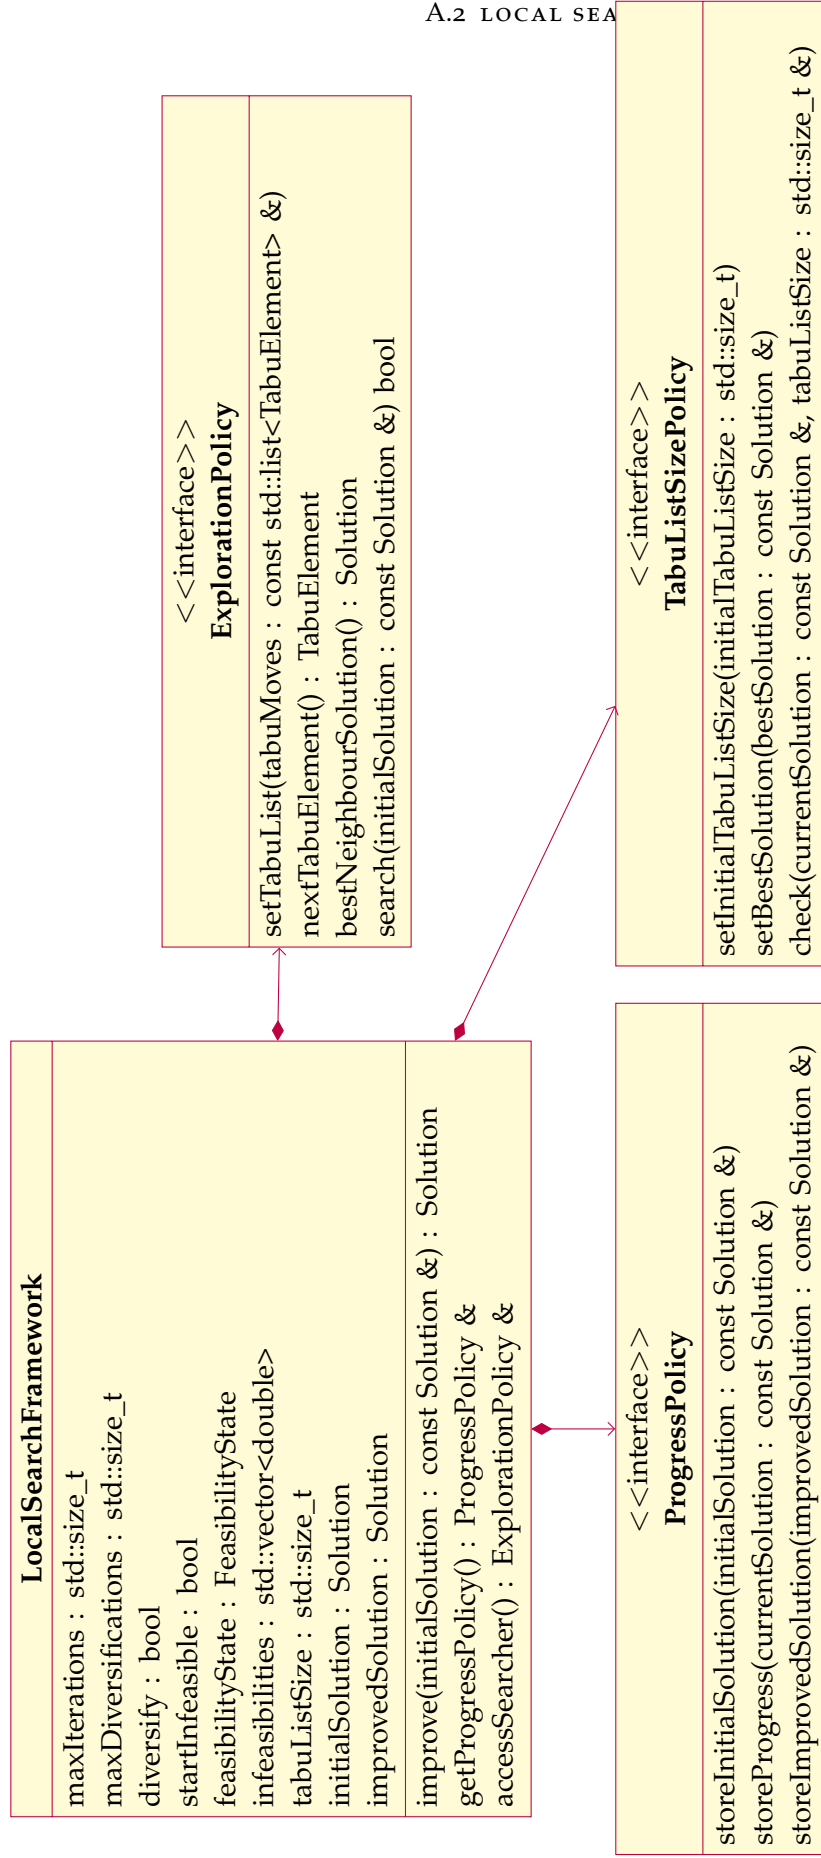 A.2 LOCAL SEA
LocalSearchFramework
maxIterations : std::size_t
maxDiversifications : std::size_t
diversify : bool
startInfeasible : bool
feasibilityState : FeasibilityState
infeasibilities : std::vector<double>
tabuListSize : std::size_t
initialSolution : Solution
improvedSolution : Solution
improve(initialSolution : const Solution &) : Solution
getProgressPolicy() : ProgressPolicy &
accessSearcher() : ExplorationPolicy &
<<interface>>
ExplorationPolicy
setTabuList(tabuMoves : const std::list<TabuElement> &)
nextTabuElement() : TabuElement
bestNeighbourSolution() : Solution
search(initialSolution : const Solution &) bool
<<interface>>
ProgressPolicy
storeInitialSolution(initialSolution : const Solution &)
storeProgress(currentSolution : const Solution &)
storeImprovedSolution(improvedSolution : const Solution &)
<<interface>>
TabuListSizePolicy
setInitialTabuListSize(initialTabuListSize : std::size_t)
setBestSolution(bestSolution : const Solution &)
check(currentSolution : const Solution &, tabuListSize : std::size_t &)